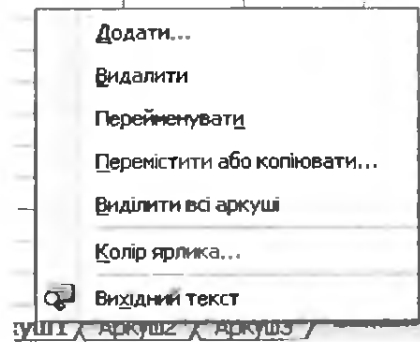 Додати...
Видалити
Перейменувати
Перемістити або копіювати...
Виділити всі аркуші
Колір ярлика...
Вихідний текст
Аркуш2 Аркуш3